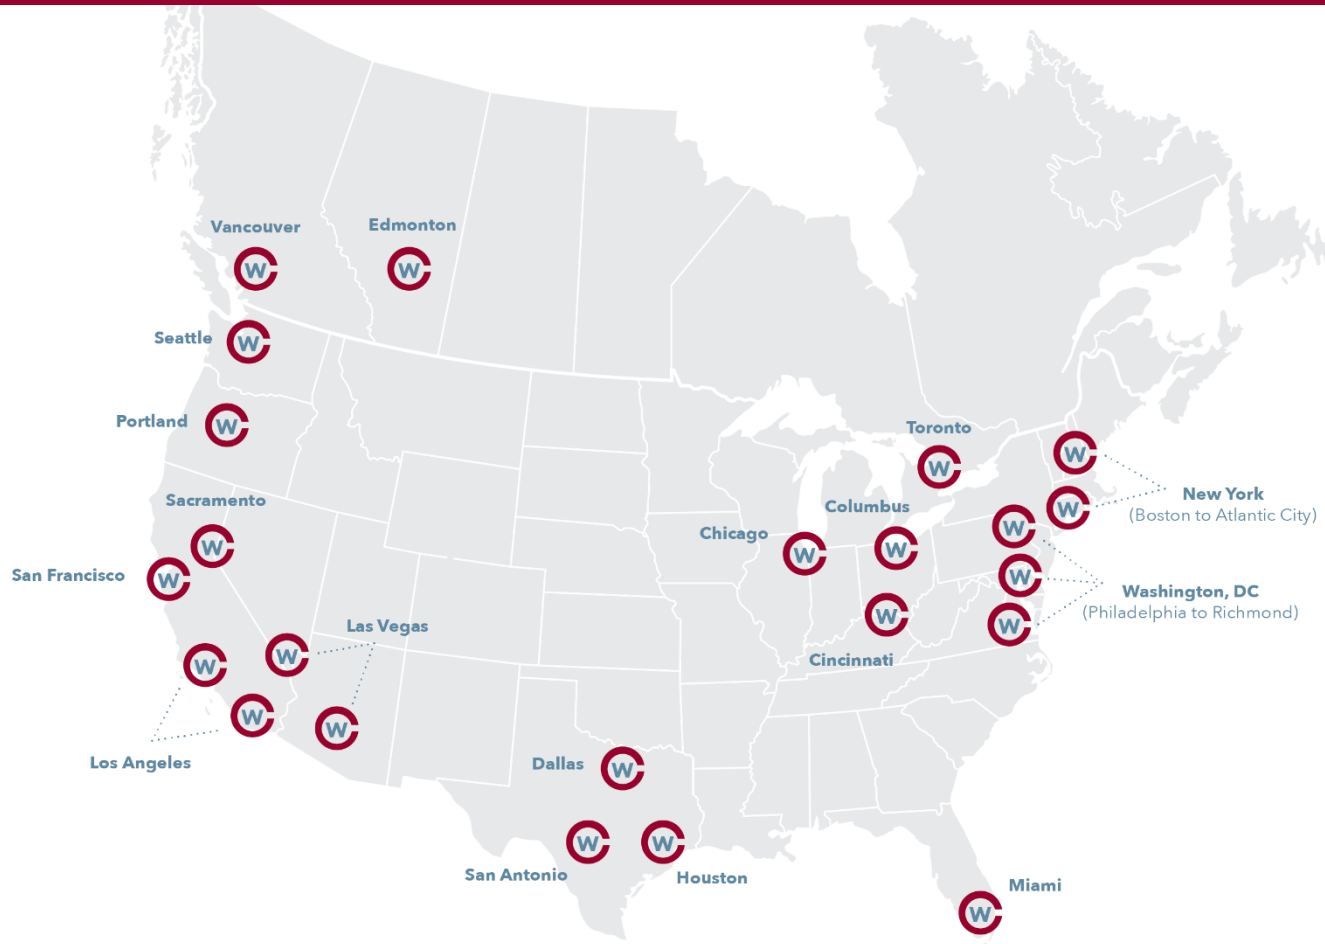 Vancouver
W
Edmonton
W
Seattle
W
Portland
W
Toronto
W
W
New York
(Boston to Atlantic City)
W
Sacramento
W
Columbus
W
Chicago
W
W
San Francisco
W
W
Washington, DC
(Philadelphia to Richmond)
W
Las Vegas
W
W
Cincinnati
W
W
Los Angeles
W
Dallas
W
San Antonio
W
Houston
W
Miami
W